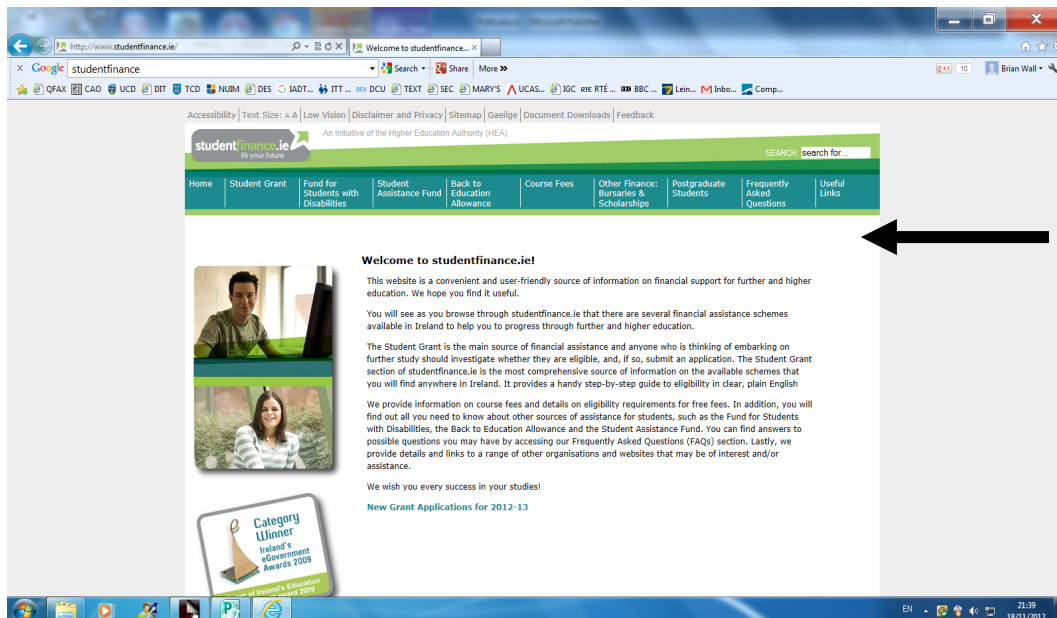 http://www.studentfinance.ie/
Welcome to studentfinance...
Google studentfinance Search Share More » +1 10 Brian Wall
QFAX CAO UCD DIT TCD NUIM DES IADT... ITT ... DCU TEXT SEC MARY'S UCAS... IGC RTÉ ... BBC ... Lein... Inbo... Comp...
Accessibility Text Size: A A Low Vision Disclaimer and Privacy Sitemap Gaeilge Document Downloads Feedback
An Initiative of the Higher Education Authority (HEA)
studentfinance.ie
it's your future
SEARCH search for...
Home Student Grant Fund for Students with Disabilities Student Assistance Fund Back to Education Allowance Course Fees Other Finance: Bursaries & Scholarships Postgraduate Students Frequently Asked Questions Useful Links
Welcome to studentfinance.ie!
This website is a convenient and user-friendly source of information on financial support for further and higher
education. We hope you find it useful.
You will see as you browse through studentfinance.ie that there are several financial assistance schemes
available in Ireland to help you to progress through further and higher education.
The Student Grant is the main source of financial assistance and anyone who is thinking of embarking on
further study should investigate whether they are eligible, and, if so, submit an application. The Student Grant
section of studentfinance.ie is the most comprehensive source of information on the available schemes that
you will find anywhere in Ireland. It provides a handy step-by-step guide to eligibility in clear, plain English
We provide information on course fees and details on eligibility requirements for free fees. In addition, you will
find out all you need to know about other sources of assistance for students, such as the Fund for Students
with Disabilities, the Back to Education Allowance and the Student Assistance Fund. You can find answers to
possible questions you may have by accessing our Frequently Asked Questions (FAQs) section. Lastly, we
provide details and links to a range of other organisations and websites that may be of interest and/or
assistance.
We wish you every success in your studies!
New Grant Applications for 2012-13
Category
Winner
Ireland's
eGovernment
Awards 2009
of Ireland's Education
award 2009
EN 21:39
18/11/2012